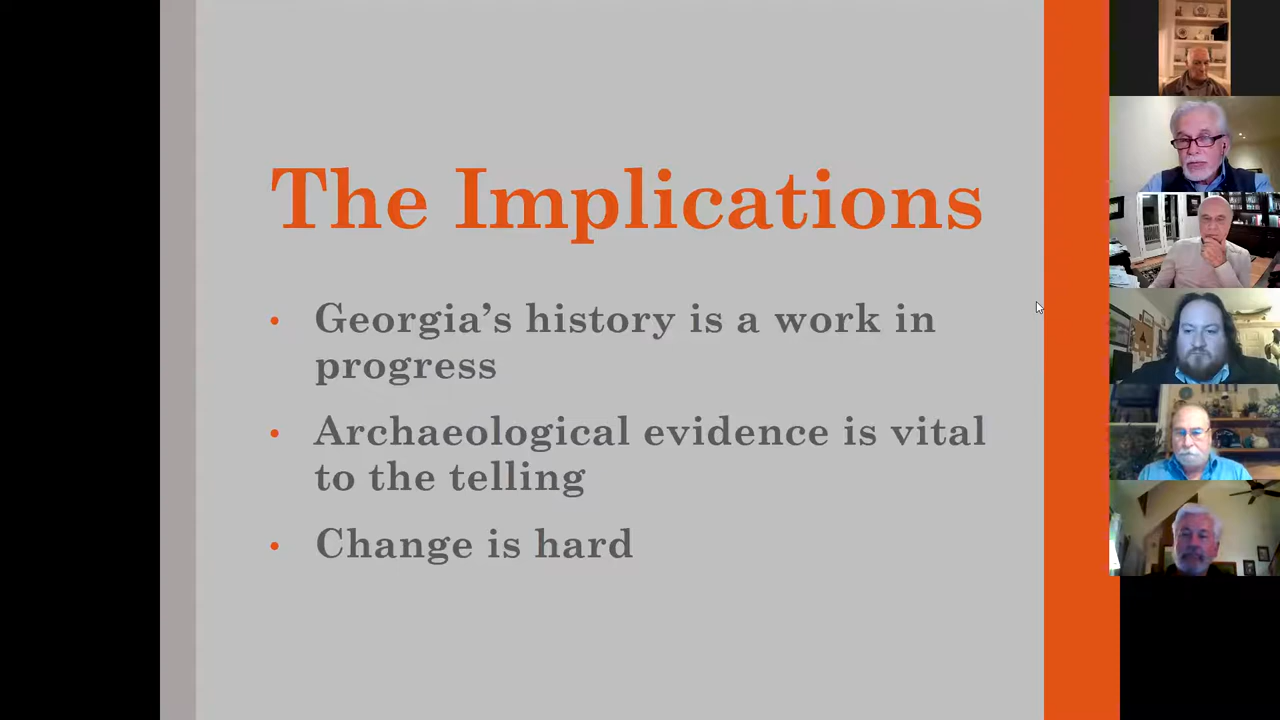 The Implications
• Georgia’s history is a work in
progress
• Archaeological evidence is vital
to the telling
• Change is hard